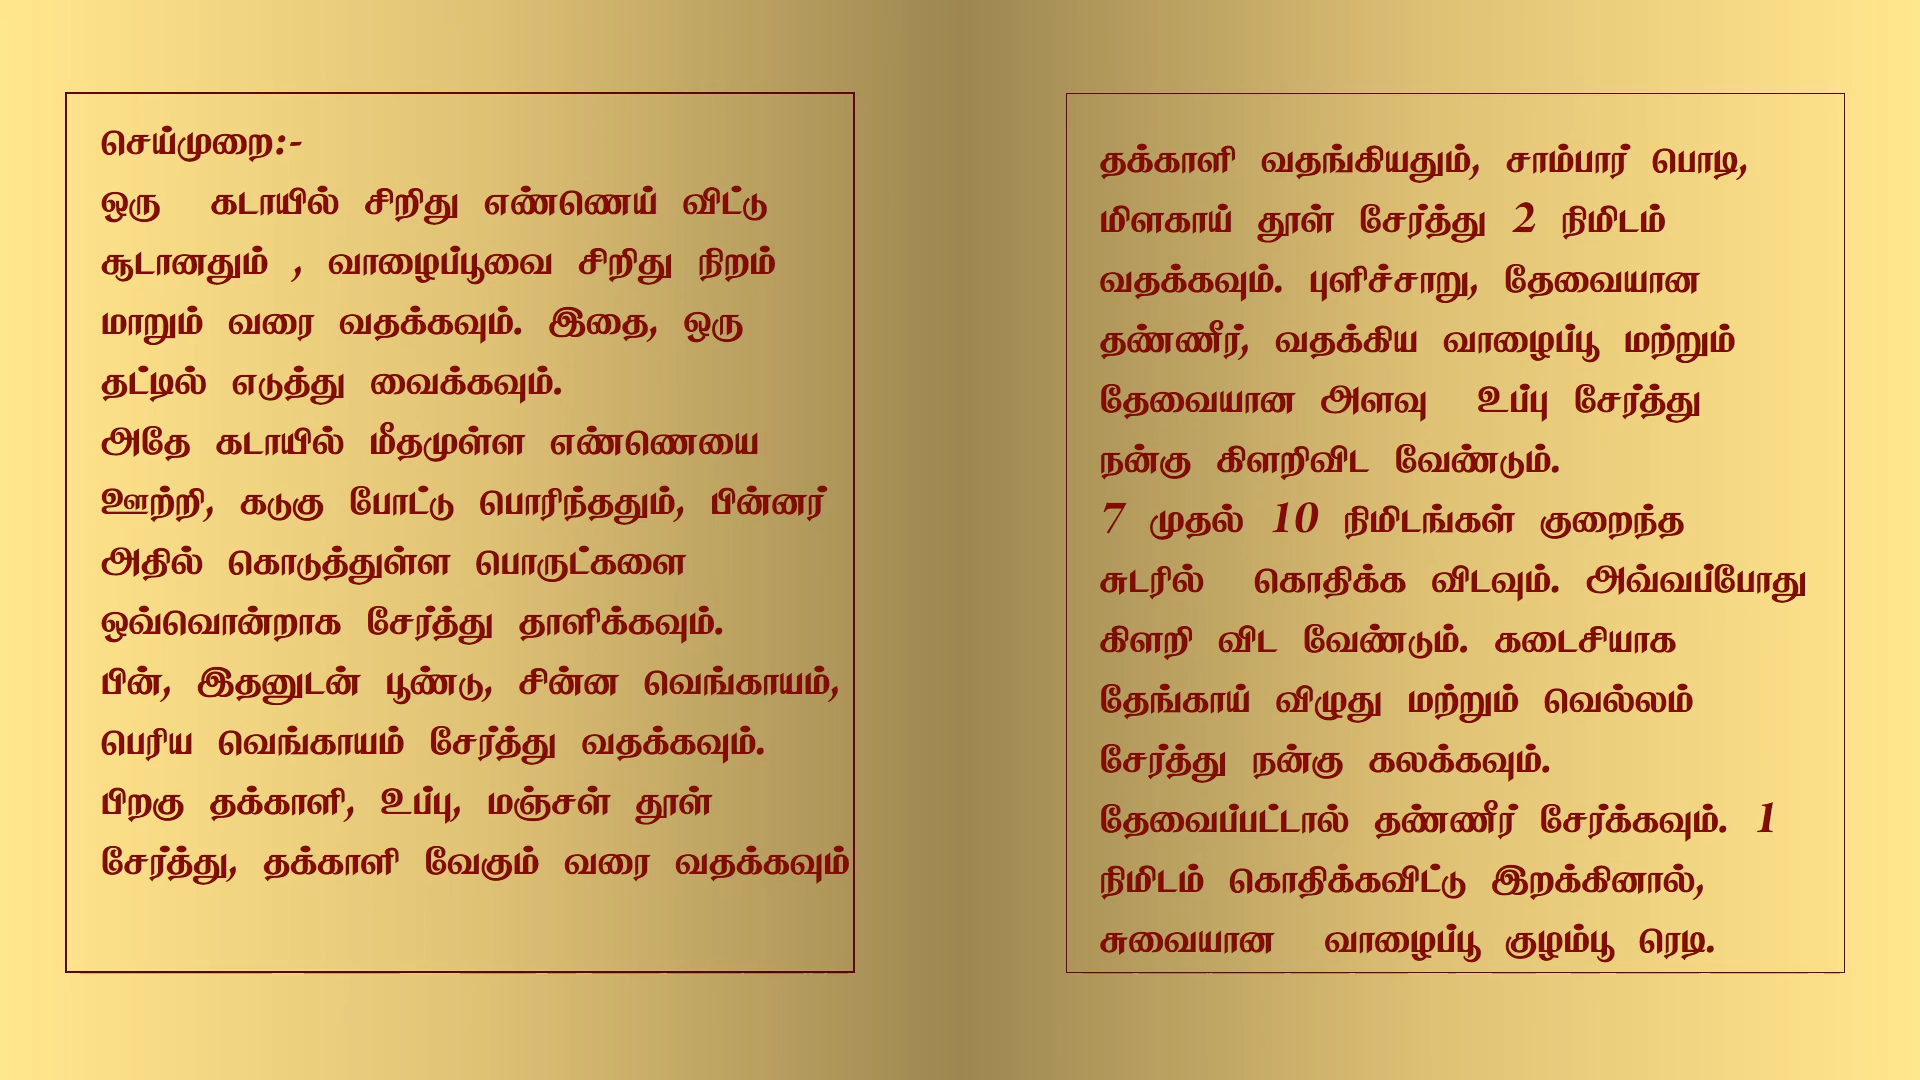 செய்முறை:-
ஒரு கடாயில் சிறிது எண்ணெய் விட்டு
சூடானதும் , வாழைப்பூவை சிறிது நிறம்
மாறும் வரை வதக்கவும். இதை, ஒரு
தட்டில் எடுத்து வைக்கவும்.
அதே கடாயில் மீதமுள்ள எண்ணெயை
ஊற்றி, கடுகு போட்டு பொரிந்ததும், பின்னர்
அதில் கொடுத்துள்ள பொருட்களை
ஒவ்வொன்றாக சேர்த்து தாளிக்கவும்.
பின், இதனுடன் பூண்டு, சின்ன வெங்காயம்,
பெரிய வெங்காயம் சேர்த்து வதக்கவும்.
பிறகு தக்காளி, உப்பு, மஞ்சள் தூள்
சேர்த்து, தக்காளி வேகும் வரை வதக்கவும்
தக்காளி வதங்கியதும், சாம்பார் பொடி,
மிளகாய் தூள் சேர்த்து 2 நிமிடம்
வதக்கவும். புளிச்சாறு, தேவையான
தண்ணீர், வதக்கிய வாழைப்பூ மற்றும்
தேவையான அளவு உப்பு சேர்த்து
நன்கு கிளறிவிட வேண்டும்.
7 முதல் 10 நிமிடங்கள் குறைந்த
சுடரில் கொதிக்க விடவும். அவ்வப்போது
கிளறி விட வேண்டும். கடைசியாக
தேங்காய் விழுது மற்றும் வெல்லம்
சேர்த்து நன்கு கலக்கவும்.
தேவைப்பட்டால் தண்ணீர் சேர்க்கவும். 1
நிமிடம் கொதிக்கவிட்டு இறக்கினால்,
சுவையான வாழைப்பூ குழம்பூ ரெடி.